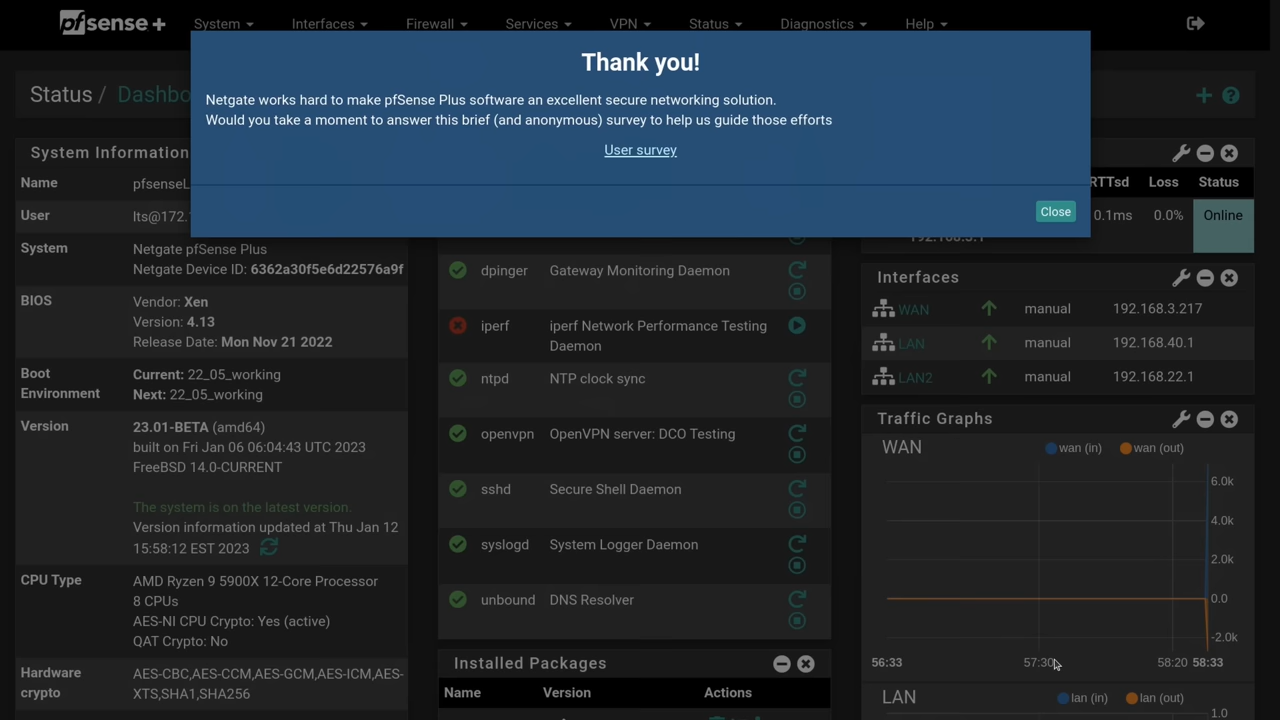 pfsense +
System
Interfaces
Firewall
Services
VPN
Status
Diagnostics
Help
Thank you!
Netgate works hard to make pfSense Plus software an excellent secure networking solution.
Would you take a moment to answer this brief (and anonymous) survey to help us guide those efforts
User survey
Close
Status / Dashbo
System Information
Name pfsenseL
User lts@172.
System Netgate pfSense Plus
Netgate Device ID: 6362a30f5e6d22576a9f
BIOS Vendor: Xen
Version: 4.13
Release Date: Mon Nov 21 2022
Boot Environment Current: 22_05_working
Next: 22_05_working
Version 23.01-BETA (amd64)
built on Fri Jan 06 06:04:43 UTC 2023
FreeBSD 14.0-CURRENT
The system is on the latest version.
Version information updated at Thu Jan 12
15:58:12 EST 2023
CPU Type AMD Ryzen 9 5900X 12-Core Processor
8 CPUs
AES-NI CPU Crypto: Yes (active)
QAT Crypto: No
Hardware crypto AES-CBC,AES-CCM,AES-GCM,AES-ICM,AES-
XTS,SHA1,SHA256
dpinger Gateway Monitoring Daemon
iperf iperf Network Performance Testing
Daemon
ntpd NTP clock sync
openvpn OpenVPN server: DCO Testing
sshd Secure Shell Daemon
syslogd System Logger Daemon
unbound DNS Resolver
Installed Packages
Name Version Actions
RTTsd Loss Status
0.1ms 0.0% Online
192.168.3.1
Interfaces
WAN manual 192.168.3.217
LAN manual 192.168.40.1
LAN2 manual 192.168.22.1
Traffic Graphs
WAN wan (in) wan (out)
6.0k
4.0k
2.0k
0.0
-2.0k
56:33 57:30 58:20 58:33
LAN lan (in) lan (out)
1.0